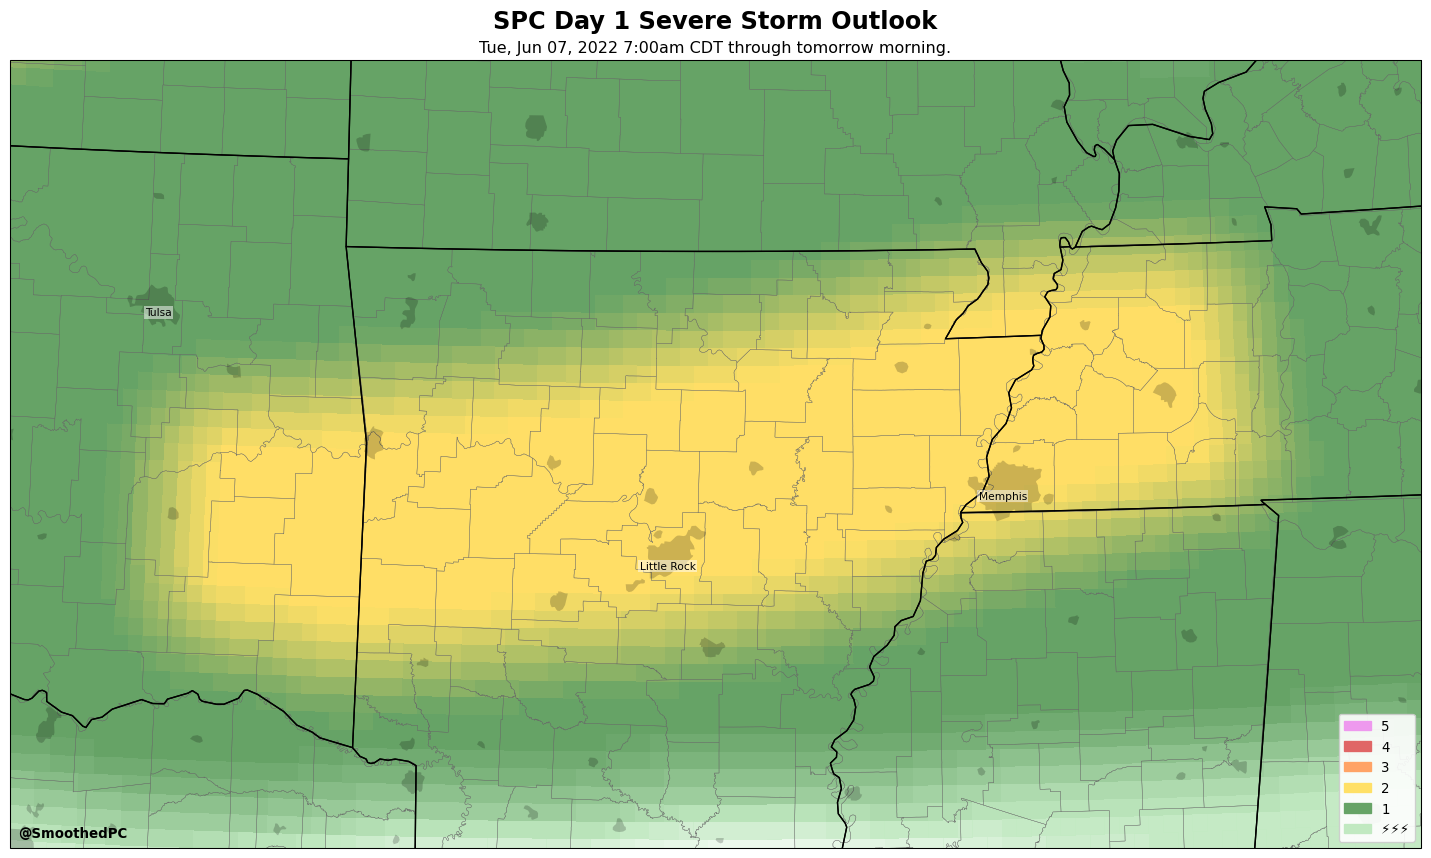 SPC Day 1 Severe Storm Outlook
Tue, Jun 07, 2022 7:00am CDT through tomorrow morning.
Tulsa
Memphis
Little Rock
5
4
3
2
1
⚡⚡⚡
@SmoothedPC